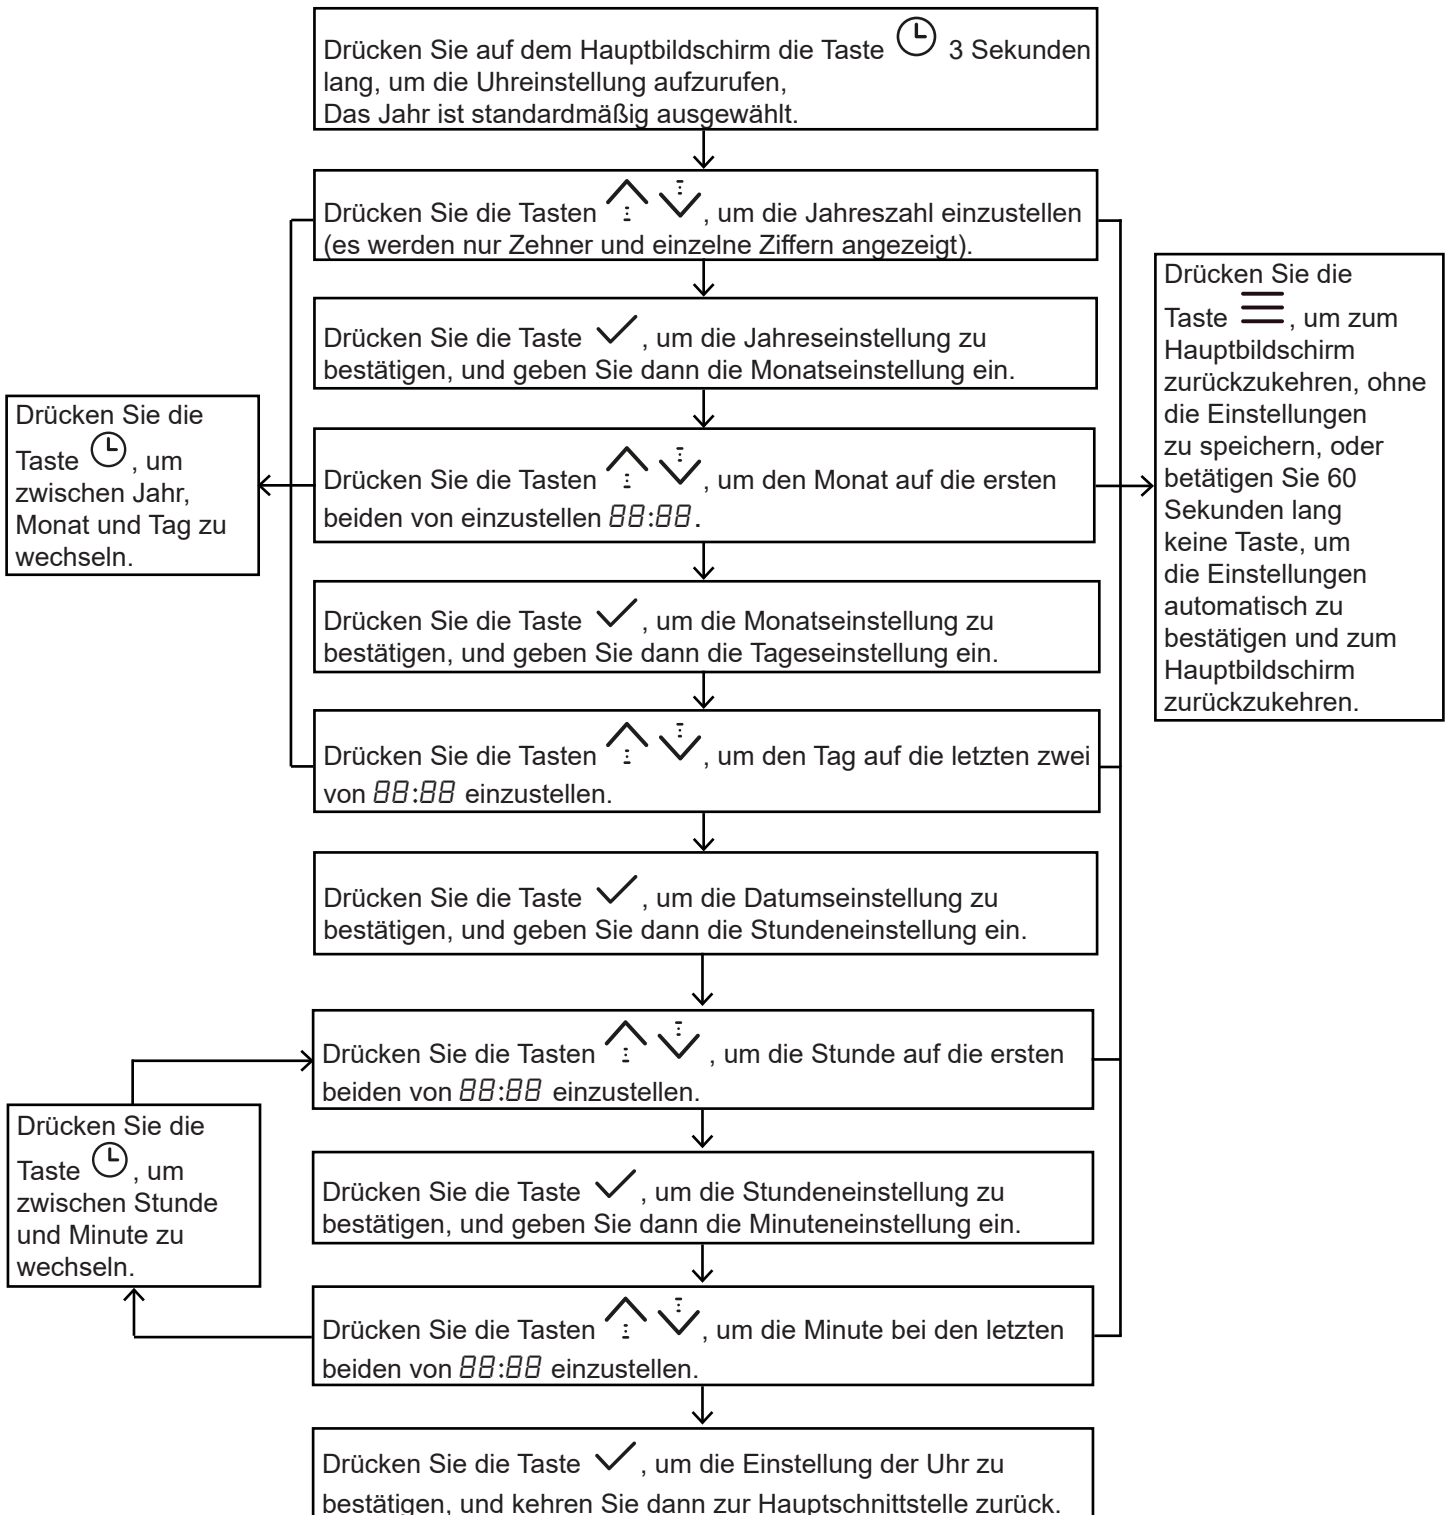 Drücken Sie auf dem Hauptbildschirm die Taste 3 Sekunden
lang, um die Uhreinstellung aufzurufen,
Das Jahr ist standardmäßig ausgewählt.
Drücken Sie die Tasten , um die Jahreszahl einzustellen
(es werden nur Zehner und einzelne Ziffern angezeigt).
Drücken Sie die Taste , um die Jahreseinstellung zu
bestätigen, und geben Sie dann die Monatseinstellung ein.
Drücken Sie die Tasten , um den Monat auf die ersten
beiden von einzustellen 88:88.
Drücken Sie die Taste , um die Monatseinstellung zu
bestätigen, und geben Sie dann die Tageseinstellung ein.
Drücken Sie die Tasten , um den Tag auf die letzten zwei
von 88:88 einzustellen.
Drücken Sie die
Taste , um
zwischen Jahr,
Monat und Tag zu
wechseln.
Drücken Sie die
Taste , um zum
Hauptbildschirm
zurückzukehren, ohne
die Einstellungen
zu speichern, oder
betätigen Sie 60
Sekunden lang
keine Taste, um
die Einstellungen
automatisch zu
bestätigen und zum
Hauptbildschirm
zurückzukehren.
Drücken Sie die Taste , um die Datumseinstellung zu
bestätigen, und geben Sie dann die Stundeneinstellung ein.
Drücken Sie die Tasten , um die Stunde auf die ersten
beiden von 88:88 einzustellen.
Drücken Sie die Taste , um die Stundeneinstellung zu
bestätigen, und geben Sie dann die Minuteneinstellung ein.
Drücken Sie die
Taste , um
zwischen Stunde
und Minute zu
wechseln.
Drücken Sie die Tasten , um die Minute bei den letzten
beiden von 88:88 einzustellen.
Drücken Sie die Taste , um die Einstellung der Uhr zu
bestätigen, und kehren Sie dann zur Hauptschnittstelle zurück.